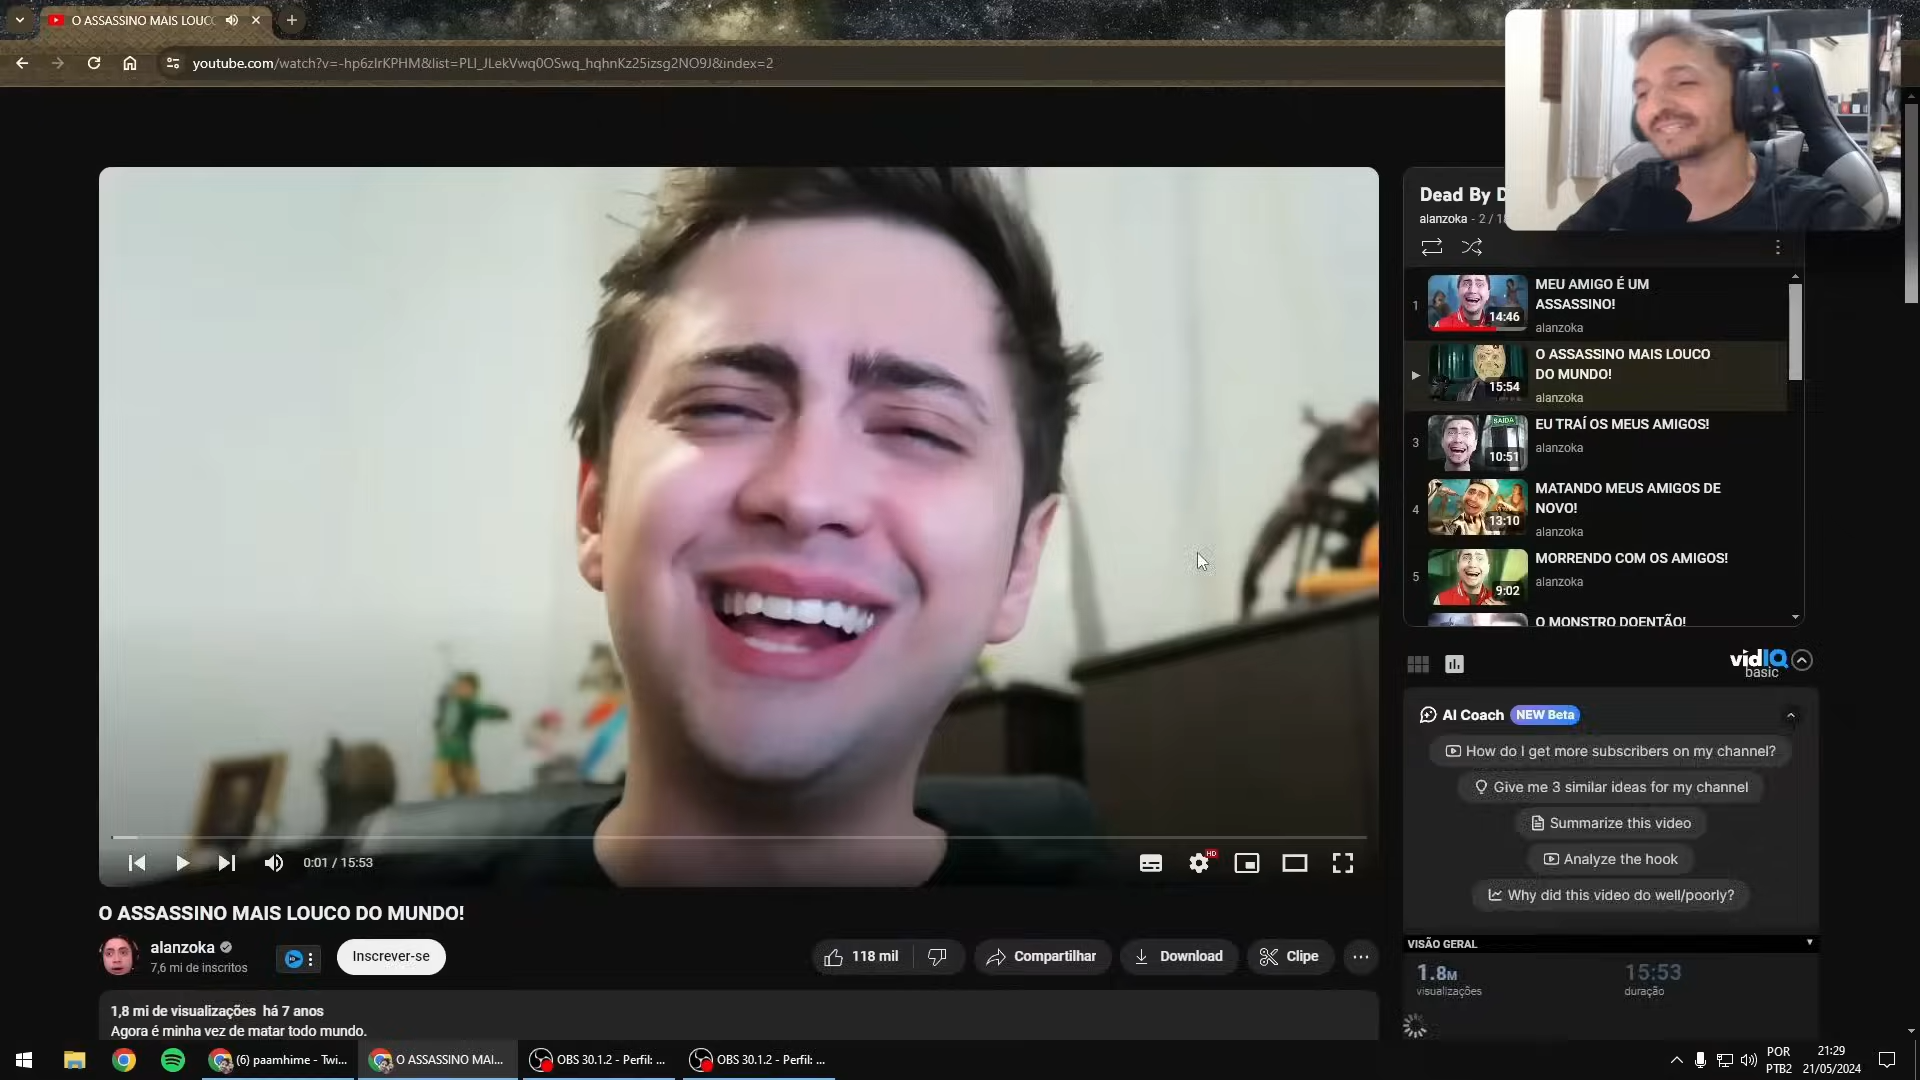 O ASSASSINO MAIS LOUC
youtube.com/watch?v=-hp6zIrKPHM&list=PLI_JLekVwq0OSwq_hqhnKz25izsg2NO9J&index=2
Dead By D
alanzoka - 2 / 1
1
MEU AMIGO É UM
ASSASSINO!
14:46
alanzoka
O ASSASSINO MAIS LOUCO
DO MUNDO!
15:54
alanzoka
3
EU TRAÍ OS MEUS AMIGOS!
SAÍDA
alanzoka
10:51
4
MATANDO MEUS AMIGOS DE
NOVO!
13:10
alanzoka
5
MORRENDO COM OS AMIGOS!
alanzoka
9:02
O MONSTRO DOENTÃO!
vidIQ
basic
AI Coach NEW Beta
How do I get more subscribers on my channel?
Give me 3 similar ideas for my channel
Summarize this video
Analyze the hook
Why did this video do well/poorly?
VISÃO GERAL
1.8M
visualizações
15:53
duração
0:01 / 15:53
HD
O ASSASSINO MAIS LOUCO DO MUNDO!
alanzoka
7,6 mi de inscritos
Inscrever-se
118 mil
Compartilhar
Download
Clipe
1,8 mi de visualizações há 7 anos
Agora é minha vez de matar todo mundo.
(6) paamhime - Twi...
O ASSASSINO MAI...
OBS 30.1.2 - Perfil: ...
OBS 30.1.2 - Perfil: ...
POR
PTB2
21:29
21/05/2024